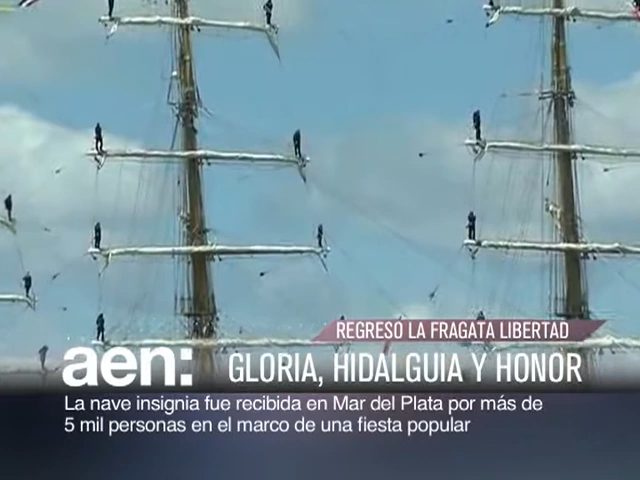 REGRESÓ LA FRAGATA LIBERTAD
aen: GLORIA, HIDALGUIA Y HONOR
La nave insignia fue recibida en Mar del Plata por más de
5 mil personas en el marco de una fiesta popular